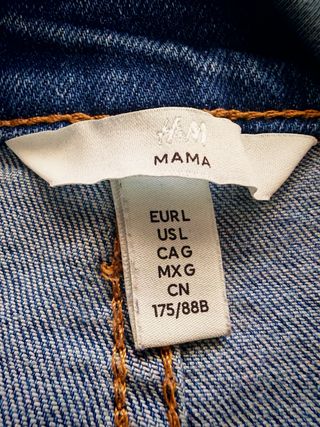 H&M
MAMA
EUR L
US L
CA G
MX G
CN
175/88B